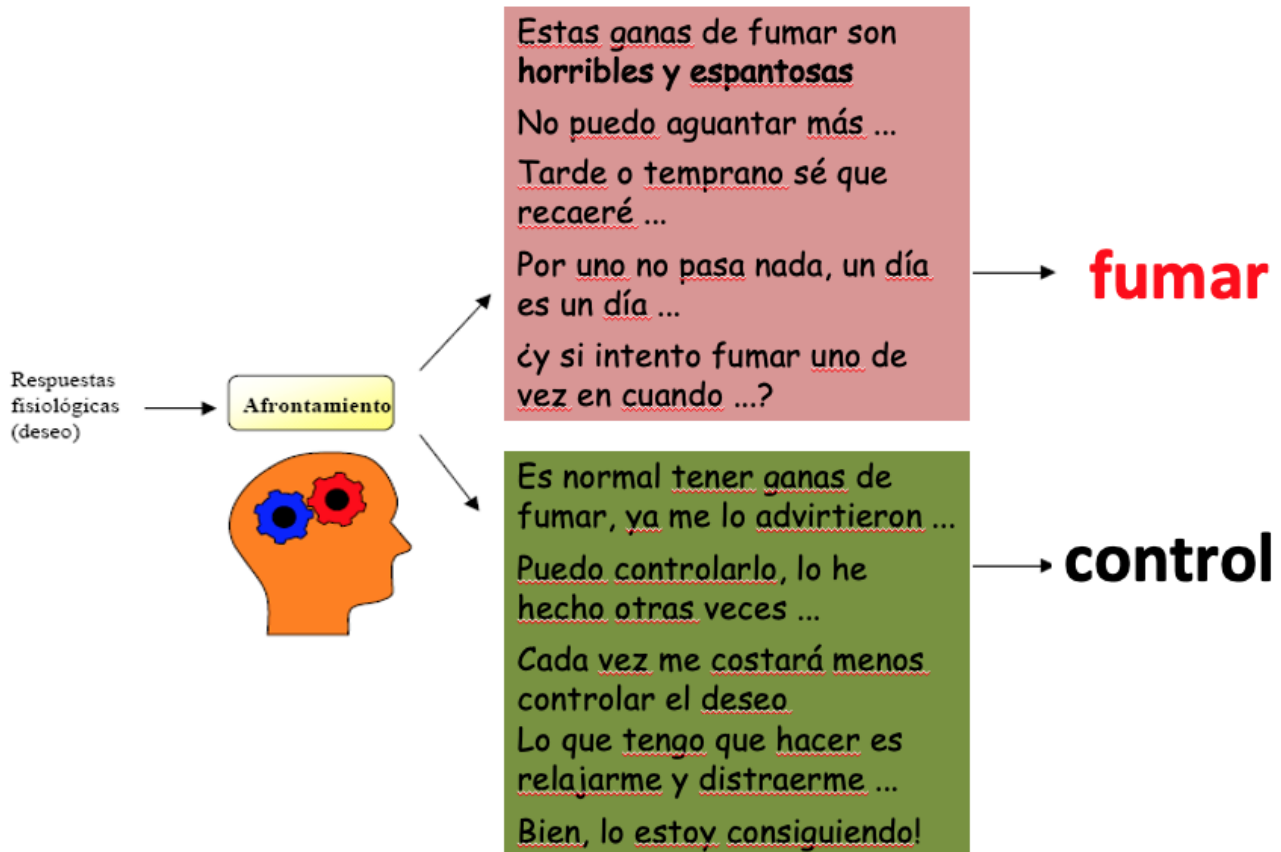 Respuestas
fisiológicas
(deseo)
Afrontamiento
Estas ganas de fumar son
horribles y espantosas
No puedo aguantar más ...
Tarde o temprano sé que
recaeré ...
Por uno no pasa nada, un día
es un día ...
¿y si intento fumar uno de
vez en cuando ...?
fumar
Es normal tener ganas de
fumar, ya me lo advirtieron ...
Puedo controlarlo, lo he
hecho otras veces ...
Cada vez me costará menos
controlar el deseo
Lo que tengo que hacer es
relajarme y distraerme ...
Bien, lo estoy consiguiendo!
control